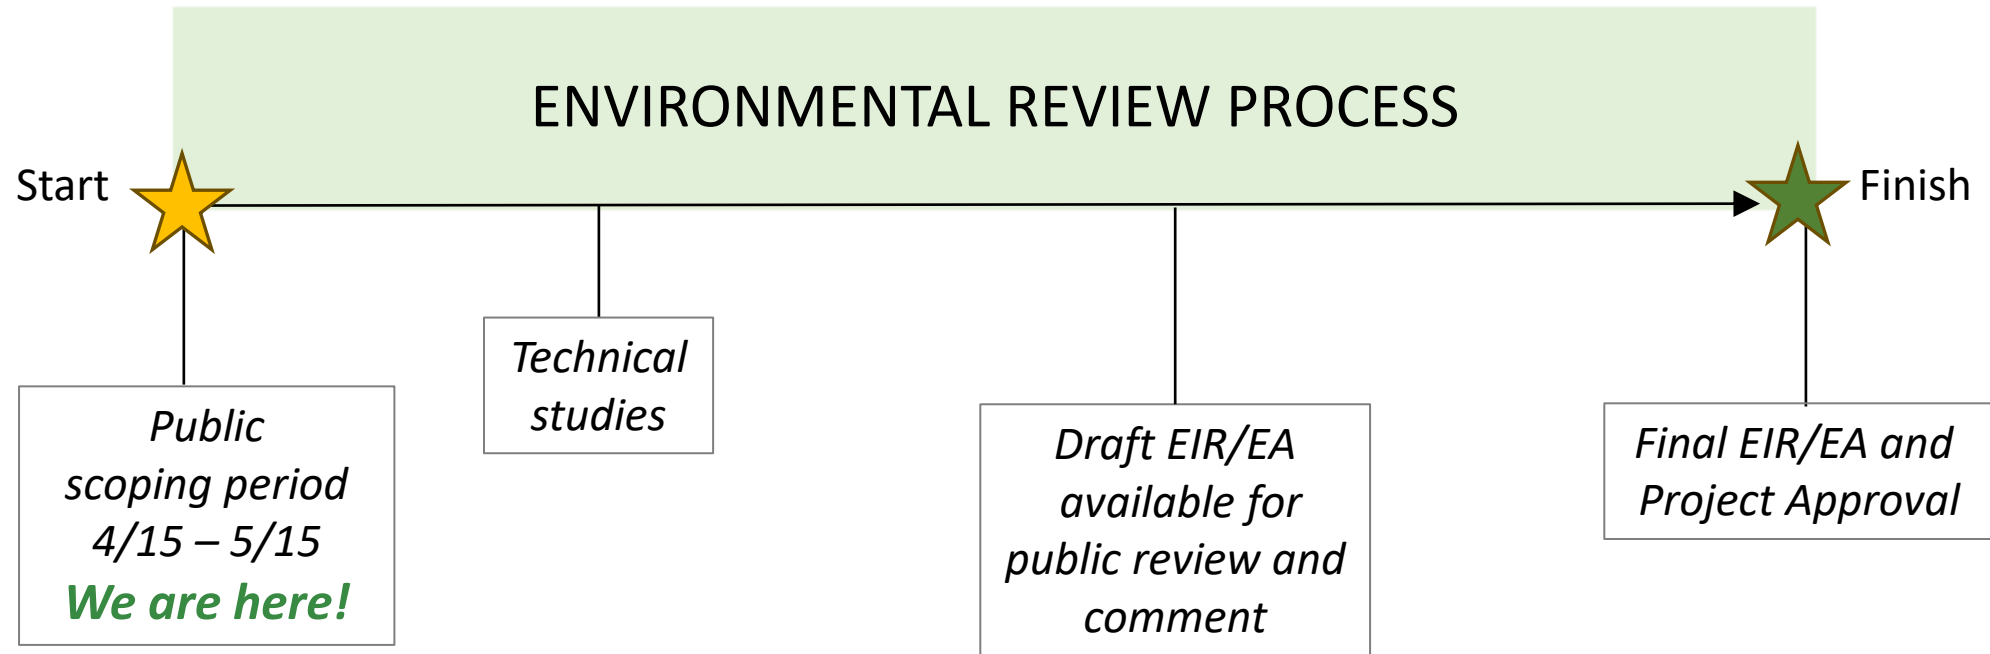 ENVIRONMENTAL REVIEW PROCESS
Start
Finish
Public
scoping period
4/15 – 5/15
We are here!
Technical
studies
Draft EIR/EA
available for
public review and
comment
Final EIR/EA and
Project Approval